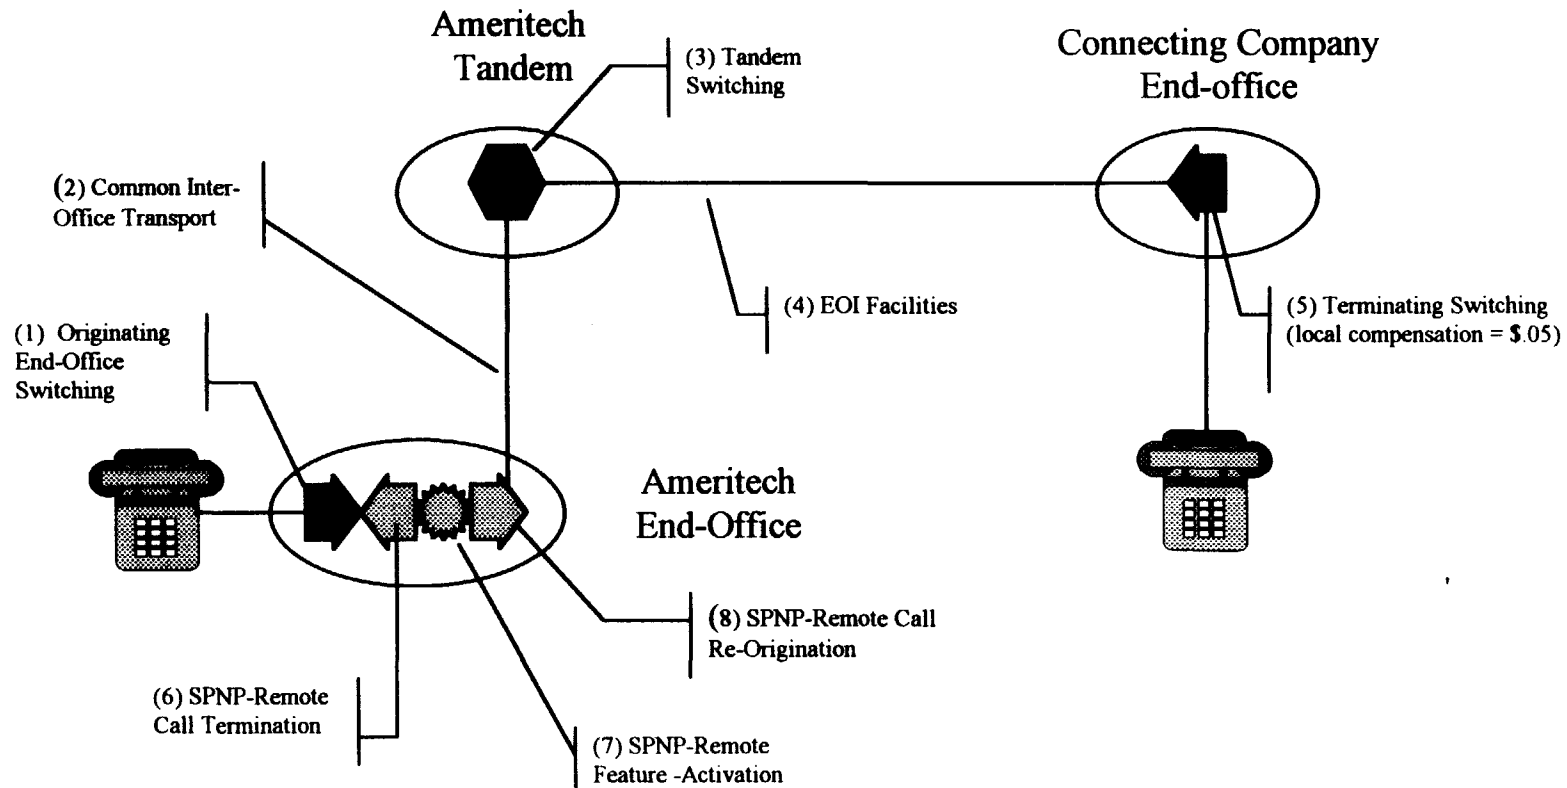 Ameritech
Tandem
(3) Tandem
Switching
Connecting Company
End-office
(2) Common Inter-
Office Transport
(4) EOI Facilities
(5) Terminating Switching
(local compensation = $.05)
(1) Originating
End-Office
Switching
Ameritech
End-Office
(8) SPNP-Remote Call
Re-Origination
(6) SPNP-Remote
Call Termination
(7) SPNP-Remote
Feature -Activation